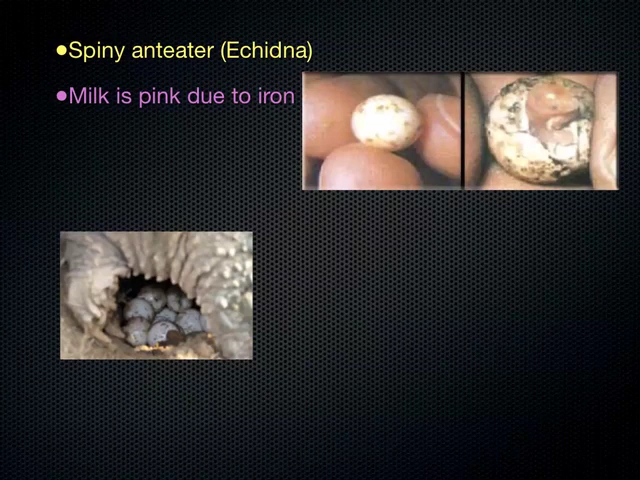 •Spiny anteater (Echidna)
•Milk is pink due to iron